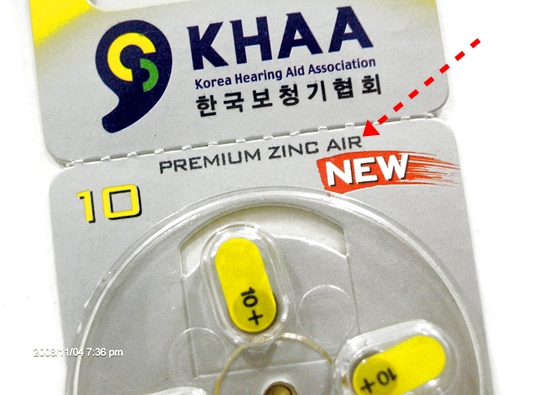 KHAA
Korea Hearing Aid Association
한국보청기협회
PREMIUM ZINC AIR
NEW
10
10+
10+
2008/11/04 7:36 pm